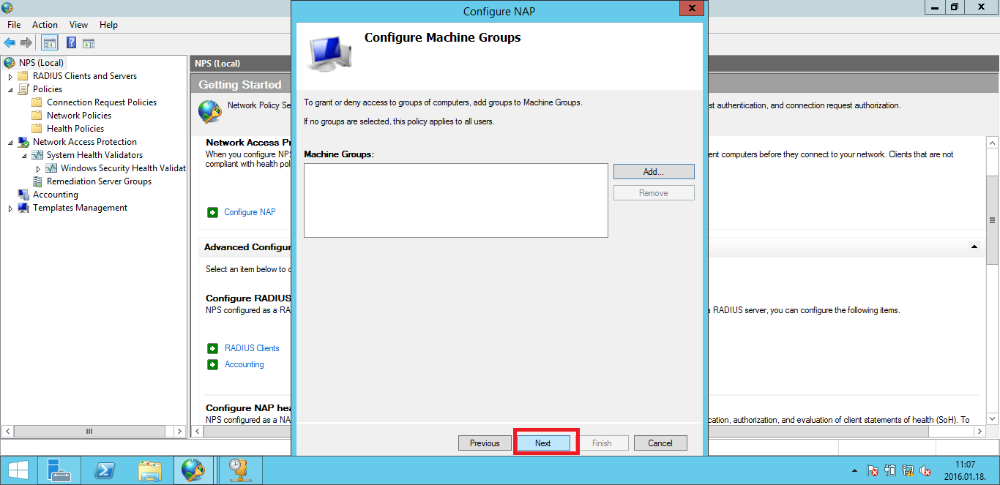 Configure NAP
File Action View Help
NPS (Local)
RADIUS Clients and Servers
Policies
Connection Request Policies
Network Policies
Health Policies
Network Access Protection
System Health Validators
Windows Security Health Validat
Remediation Server Groups
Accounting
Templates Management
NPS (Local)
Getting Started
Network Policy Se
st authentication, and connection request authorization.
Network Access Pr
When you configure NPS
ent computers before they connect to your network. Clients that are not
compliant with health poli
Configure NAP
Advanced Configur
Select an item below to c
Configure RADIUS
NPS configured as a RA
a RADIUS server, you can configure the following items.
RADIUS Clients
Accounting
Configure NAP hea
NPS configured as a NA
cation, authorization, and evaluation of client statements of health (SoH). To
Configure Machine Groups
To grant or deny access to groups of computers, add groups to Machine Groups.
If no groups are selected, this policy applies to all users.
Machine Groups:
Add...
Remove
Previous Next Finish Cancel
11:07
2016.01.18.